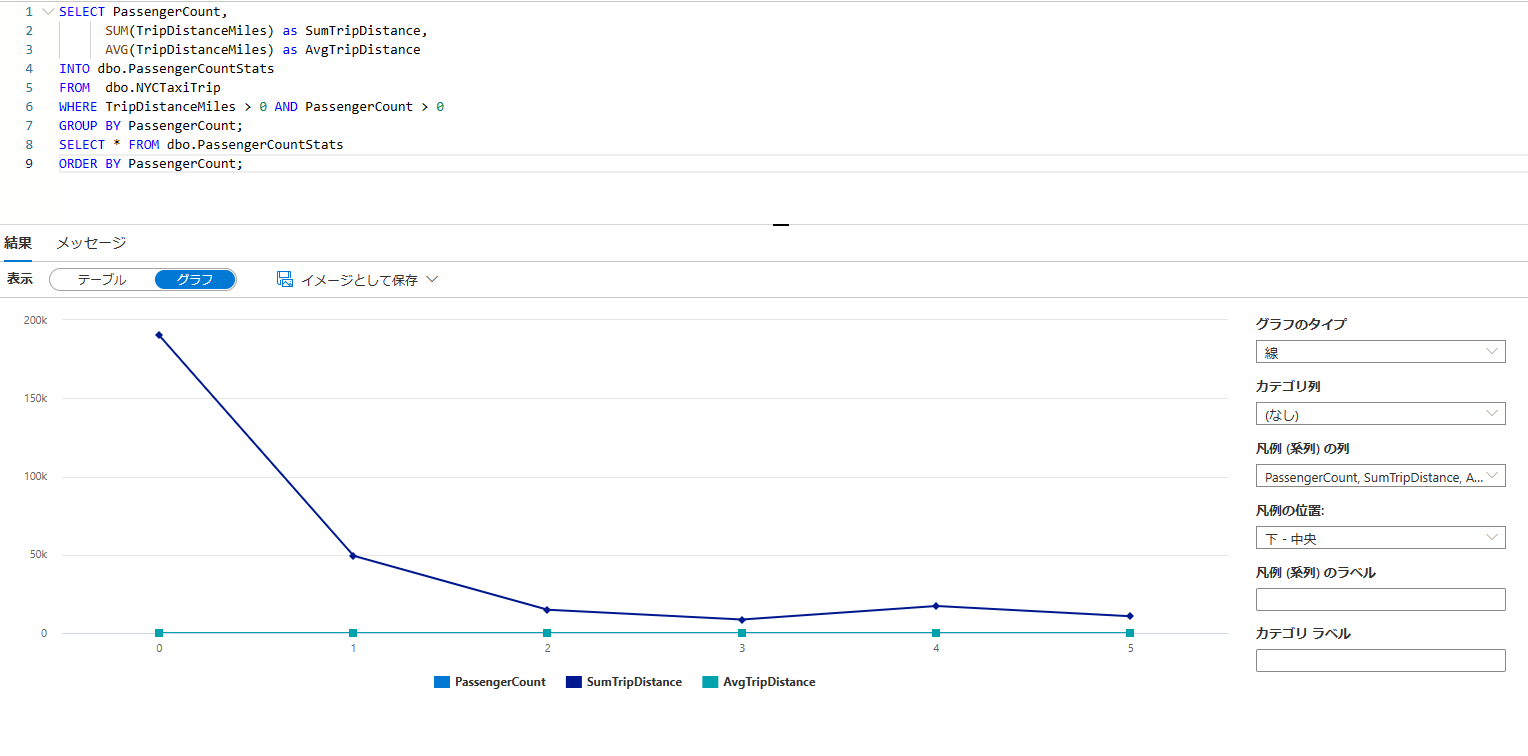 1 SELECT PassengerCount,
2 SUM(TripDistanceMiles) as SumTripDistance,
3 AVG(TripDistanceMiles) as AvgTripDistance
4 INTO dbo.PassengerCountStats
5 FROM dbo.NYCTaxiTrip
6 WHERE TripDistanceMiles > 0 AND PassengerCount > 0
7 GROUP BY PassengerCount;
8 SELECT * FROM dbo.PassengerCountStats
9 ORDER BY PassengerCount;
結果 メッセージ
表示 テーブル グラフ イメージとして保存
200k
150k
100k
50k
0
0 1 2 3 4 5
PassengerCount SumTripDistance AvgTripDistance
グラフのタイプ
線
カテゴリ列
(なし)
凡例 (系列) の列
PassengerCount, SumTripDistance, A...
凡例の位置:
下 - 中央
凡例 (系列) のラベル
カテゴリ ラベル